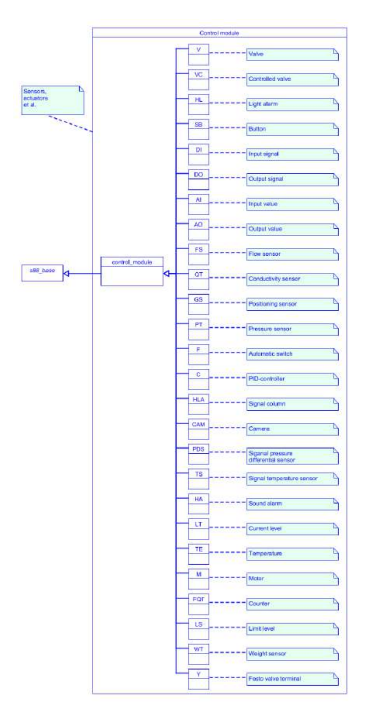 Control module
V
Valve
VC
Controlled valve
Sensors,
actuators
et al.
HL
Light alarm
SB
Button
DI
Input signal
DO
Output signal
AI
Input value
AO
Output value
FS
Flow sensor
s88_base
control_module
QT
Conductivity sensor
GS
Positioning sensor
PT
Pressure sensor
F
Automatic switch
C
PID-controller
HLA
Signal column
CAM
Camera
PDS
Siganal pressure
differential sensor
TS
Signal temperature sensor
HA
Sound alarm
LT
Current level
TE
Temperature
M
Motor
FQT
Counter
LS
Limit level
WT
Weight sensor
Y
Festo valve terminal